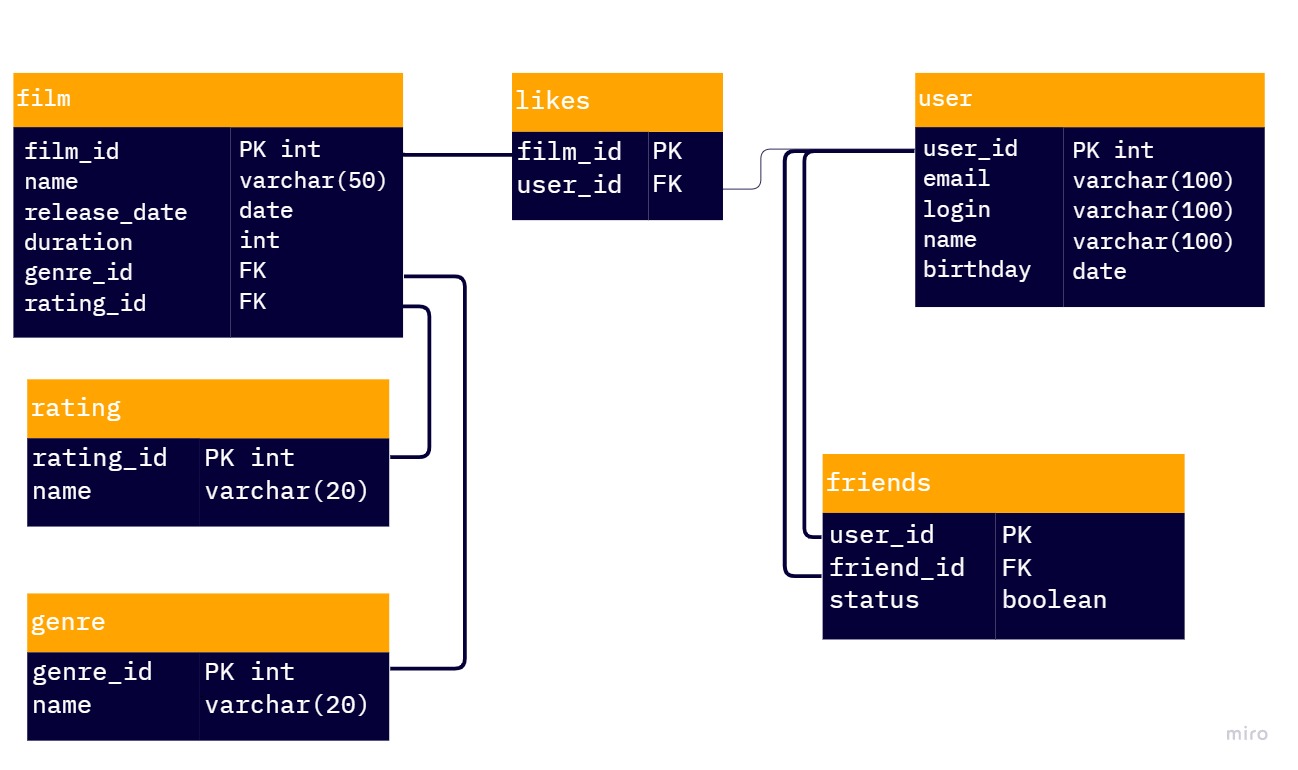 film
film_id PK int
name varchar(50)
release_date date
duration int
genre_id FK
rating_id FK
likes
film_id PK
user_id FK
user
user_id PK int
email varchar(100)
login varchar(100)
name varchar(100)
birthday date
rating
rating_id PK int
name varchar(20)
friends
user_id PK
friend_id FK
status boolean
genre
genre_id PK int
name varchar(20)
miro